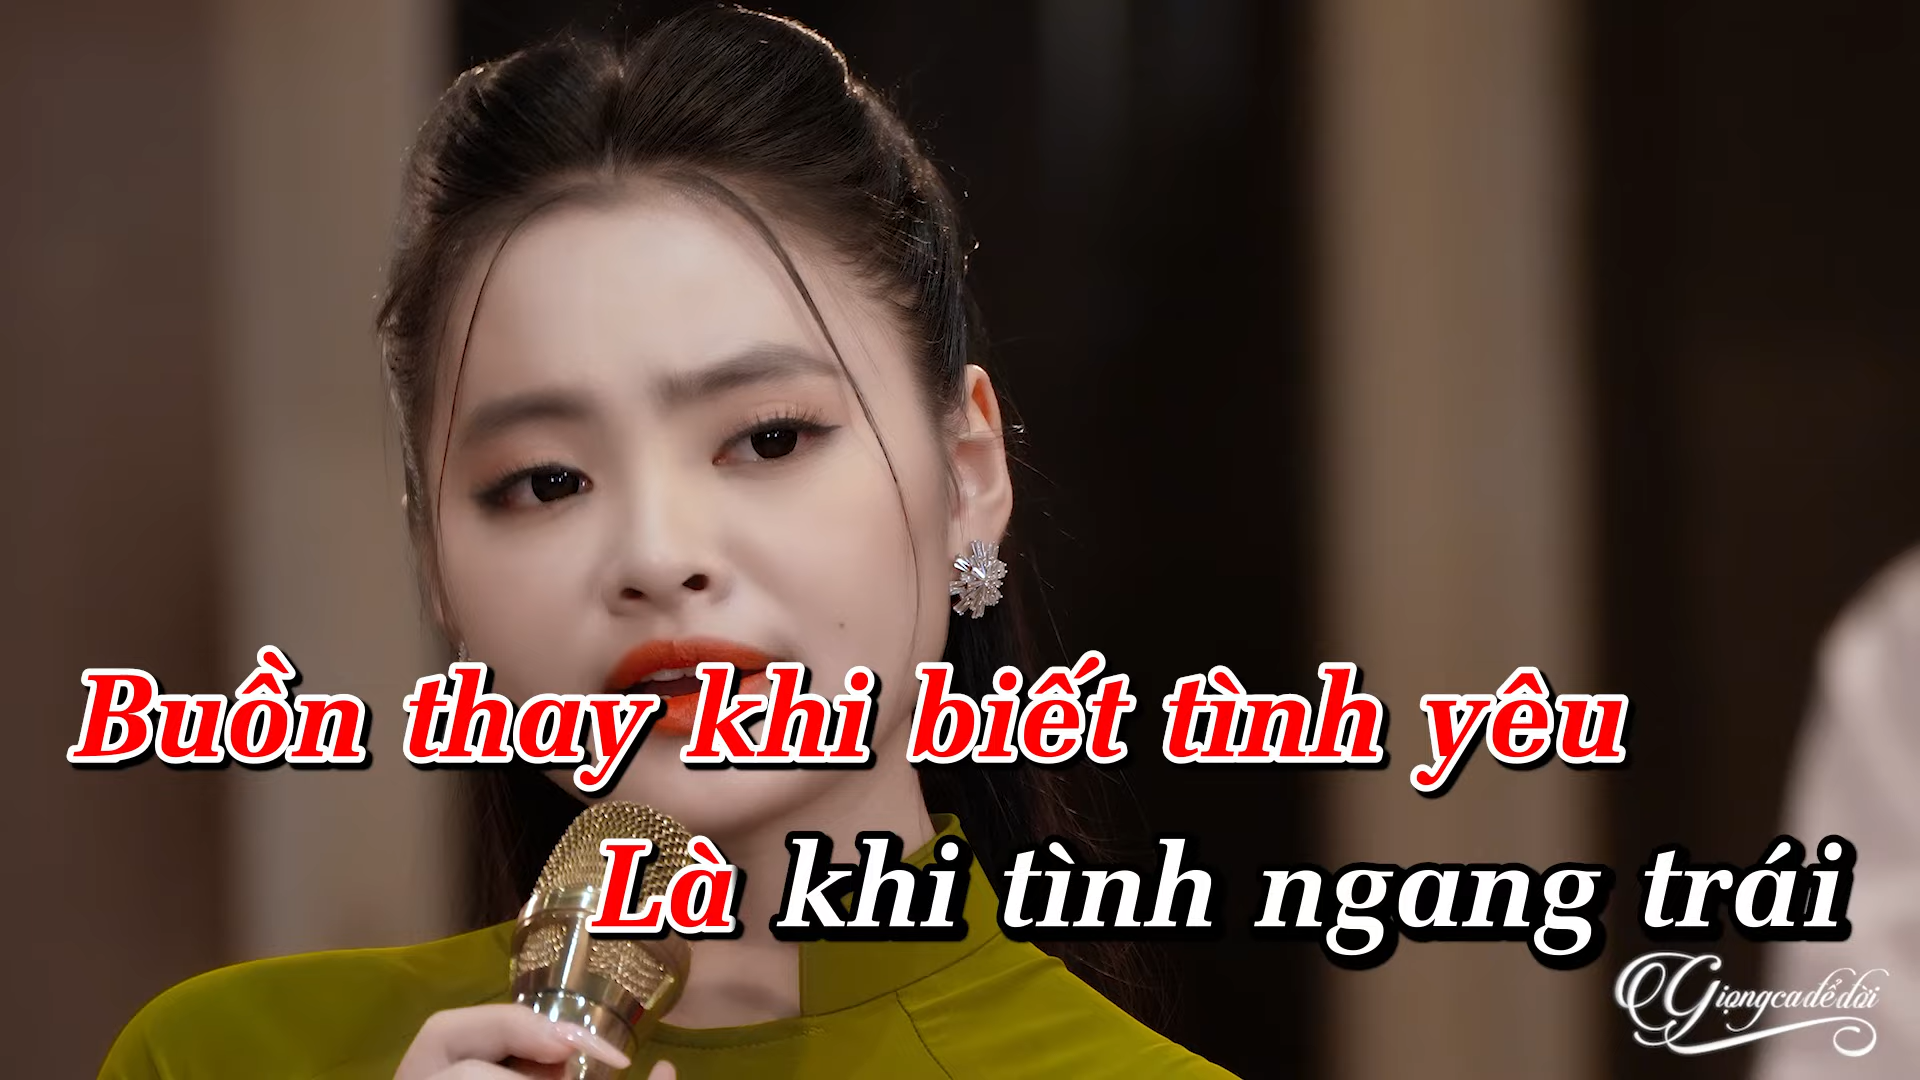 Buồn thay khi biết tình yêu
Là khi tình ngang trái
Giọng ca để đời